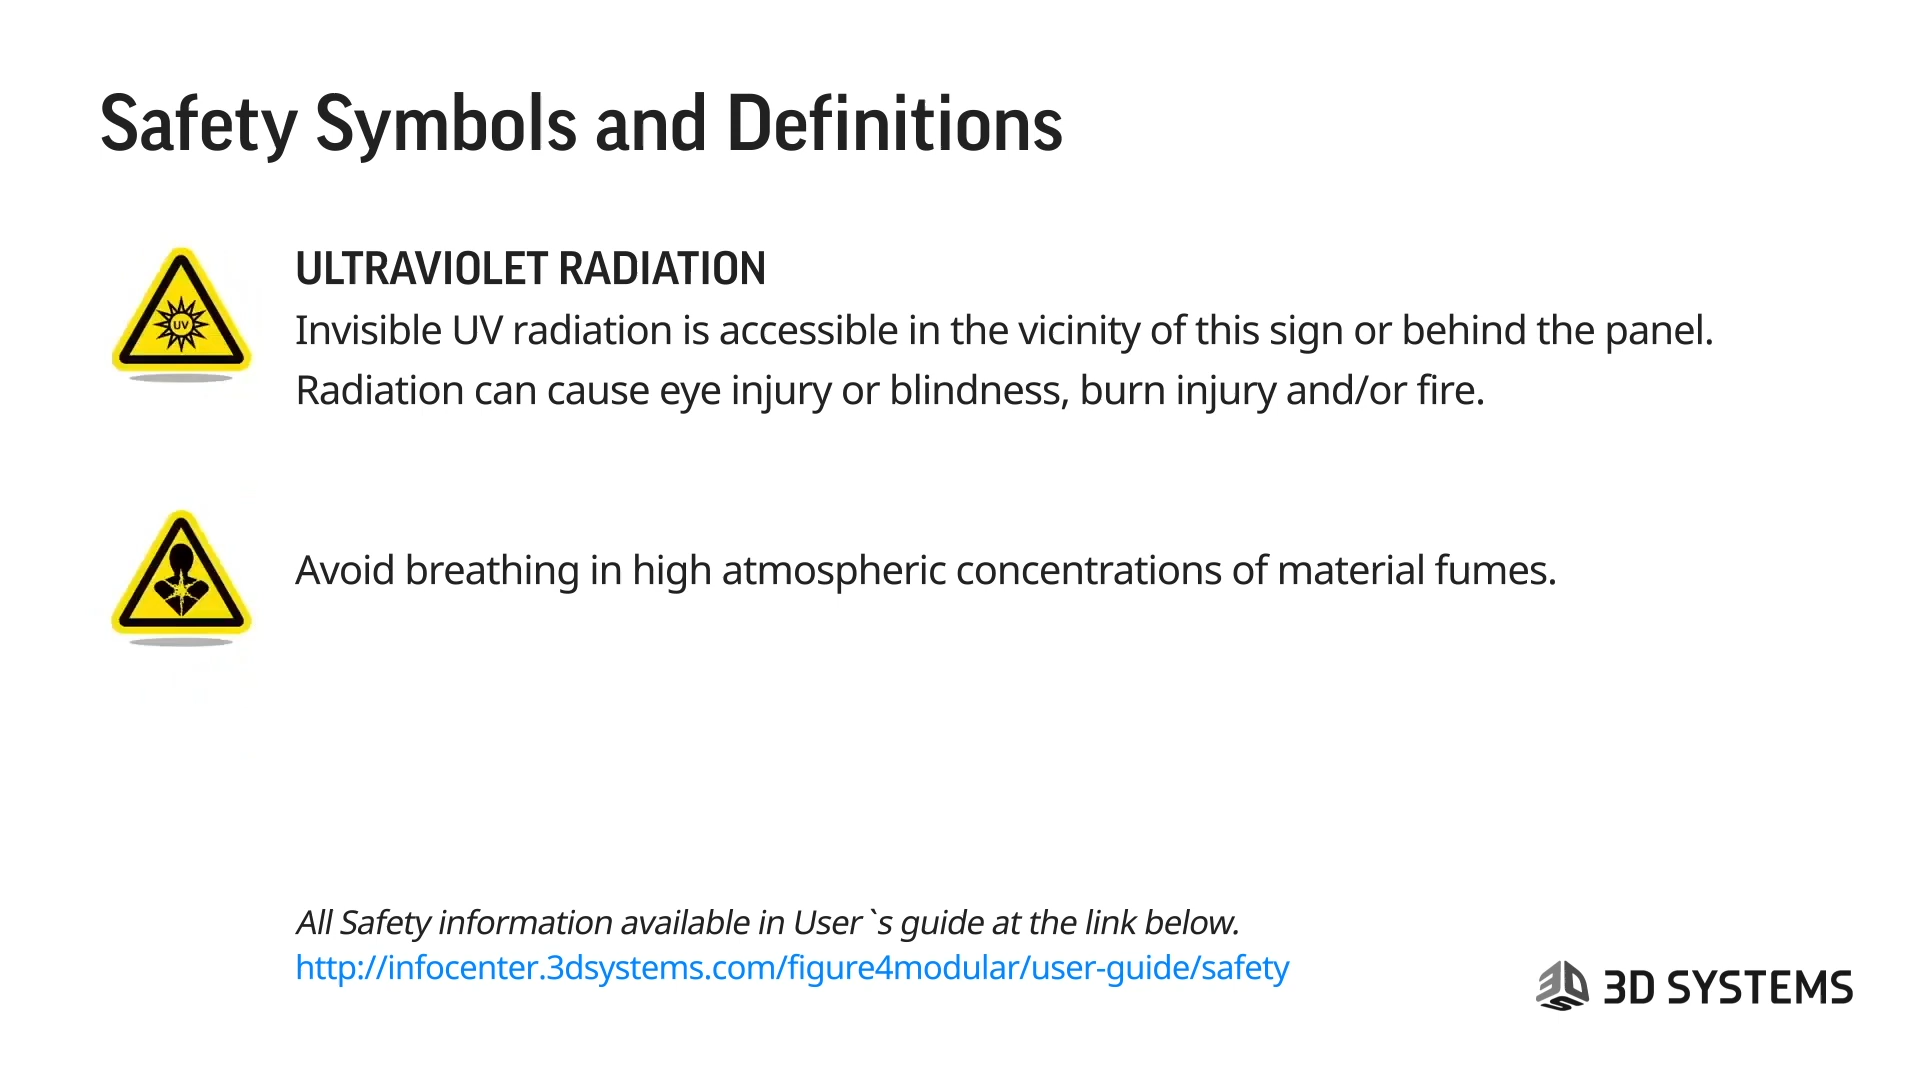 Safety Symbols and Definitions
UV
ULTRAVIOLET RADIATION
Invisible UV radiation is accessible in the vicinity of this sign or behind the panel.
Radiation can cause eye injury or blindness, burn injury and/or fire.
Avoid breathing in high atmospheric concentrations of material fumes.
All Safety information available in User`s guide at the link below.
http://infocenter.3dsystems.com/figure4modular/user-guide/safety
3DS 3D SYSTEMS